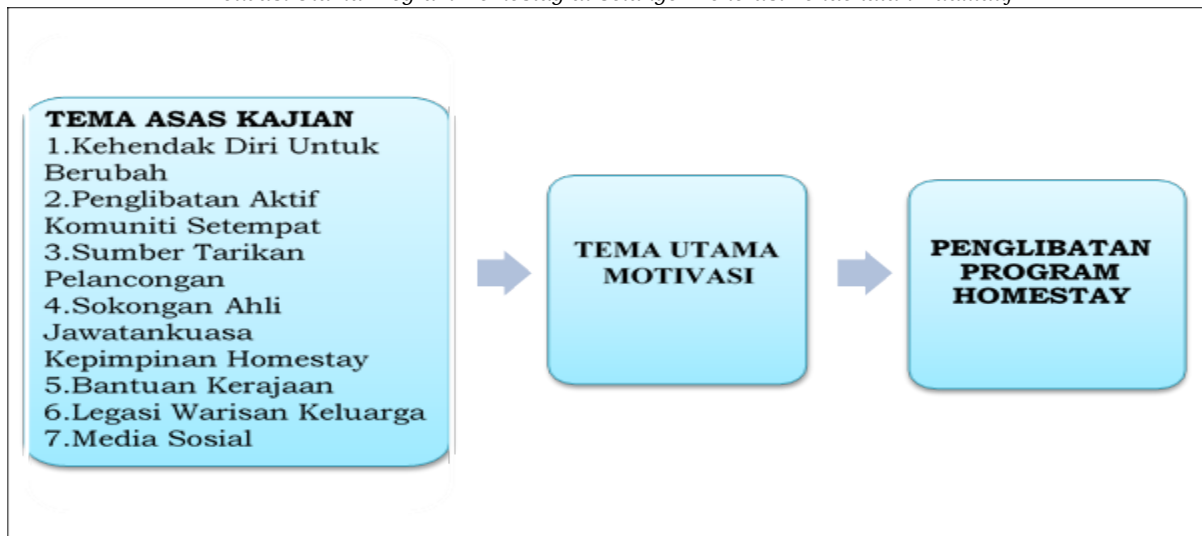 TEMA ASAS KAJIAN
1.Kehendak Diri Untuk
Berubah
2.Penglibatan Aktif
Komuniti Setempat
3.Sumber Tarikan
Pelancongan
4.Sokongan Ahli
Jawatankuasa
Kepimpinan Homestay
5.Bantuan Kerajaan
6.Legasi Warisan Keluarga
7.Media Sosial
TEMA UTAMA
MOTIVASI
PENGLIBATAN
PROGRAM
HOMESTAY